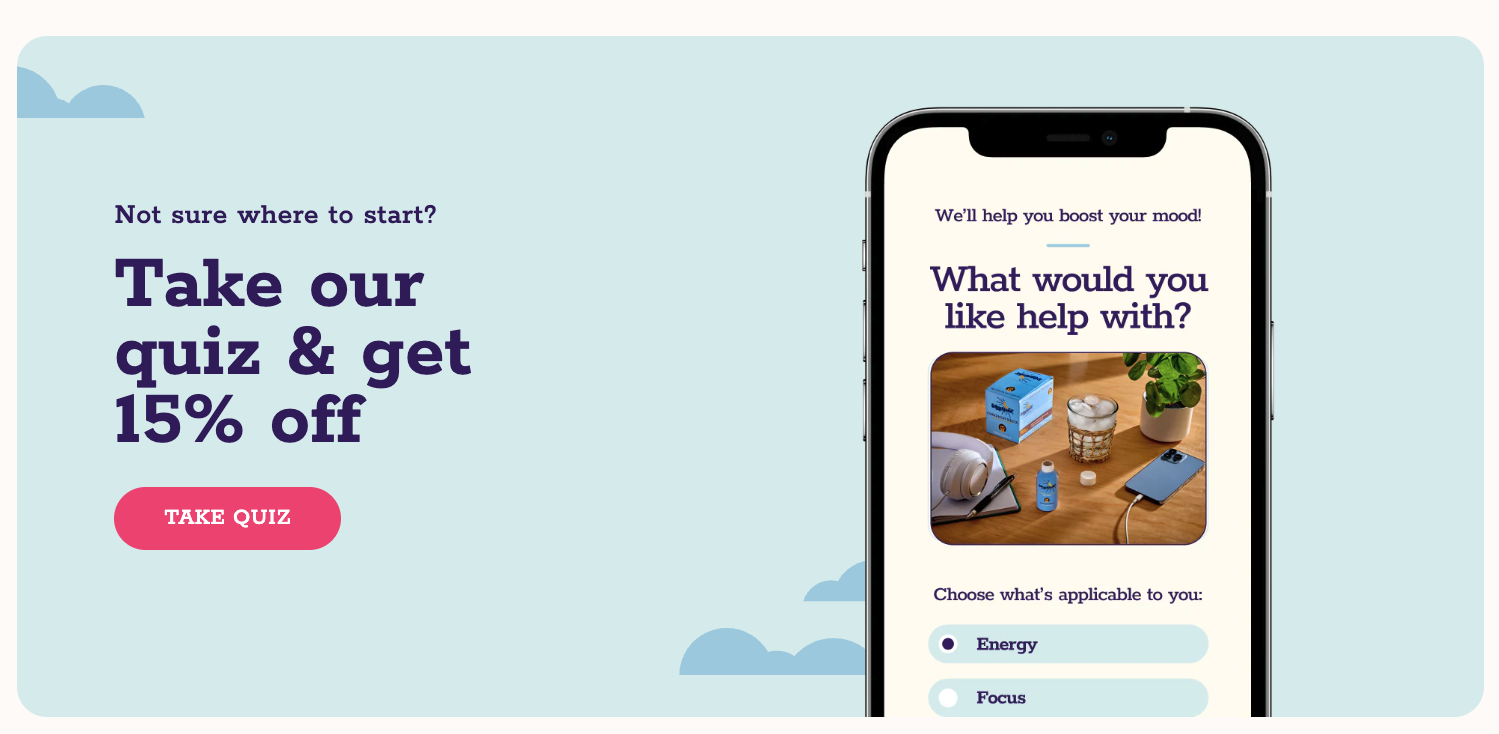 Not sure where to start?
Take our
quiz & get
15% off
TAKE QUIZ
We'll help you boost your mood!
What would you
like help with?
Choose what's applicable to you:
Energy
Focus